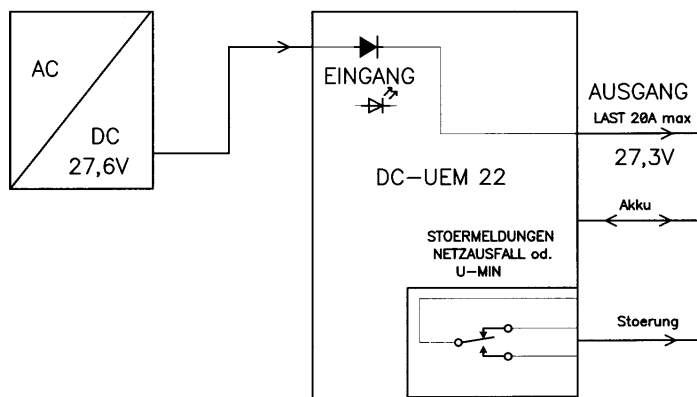 AC
DC
27,6V
EINGANG
DC-UEM 22
STOERMELDUNGEN
NETZAUSFALL od.
U-MIN
AUSGANG
LAST 20A max
27,3V
Akku
Stoerung